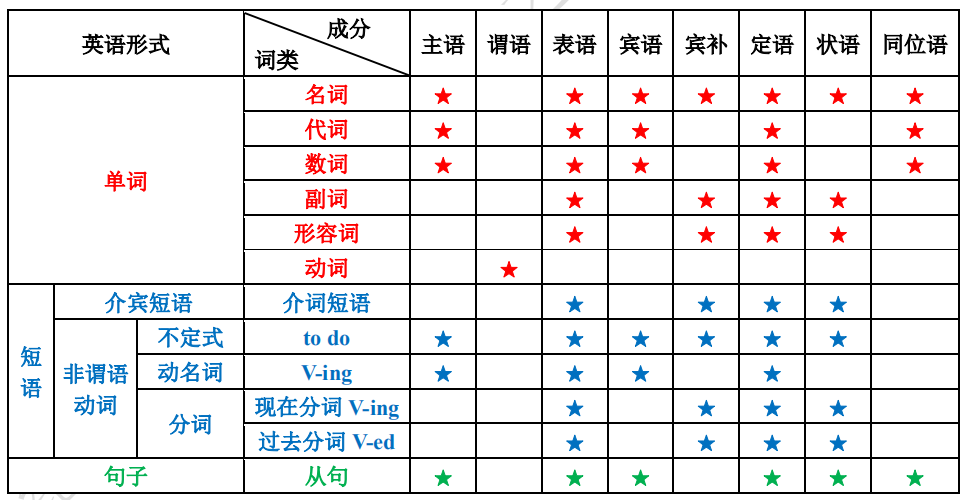 英语形式 成分 词类 主语 谓语 表语 宾语 宾补 定语 状语 同位语
单词
名词 ★ ★ ★ ★ ★ ★ ★
代词 ★ ★ ★ ★ ★
数词 ★ ★ ★ ★ ★
副词 ★ ★ ★ ★
形容词 ★ ★ ★ ★
动词 ★
短语
介宾短语 介词短语 ★ ★ ★ ★
非谓语动词
不定式 to do ★ ★ ★ ★ ★ ★
动名词 V-ing ★ ★ ★ ★
分词
现在分词 V-ing ★ ★ ★ ★
过去分词 V-ed ★ ★ ★ ★
句子 从句 ★ ★ ★ ★ ★ ★